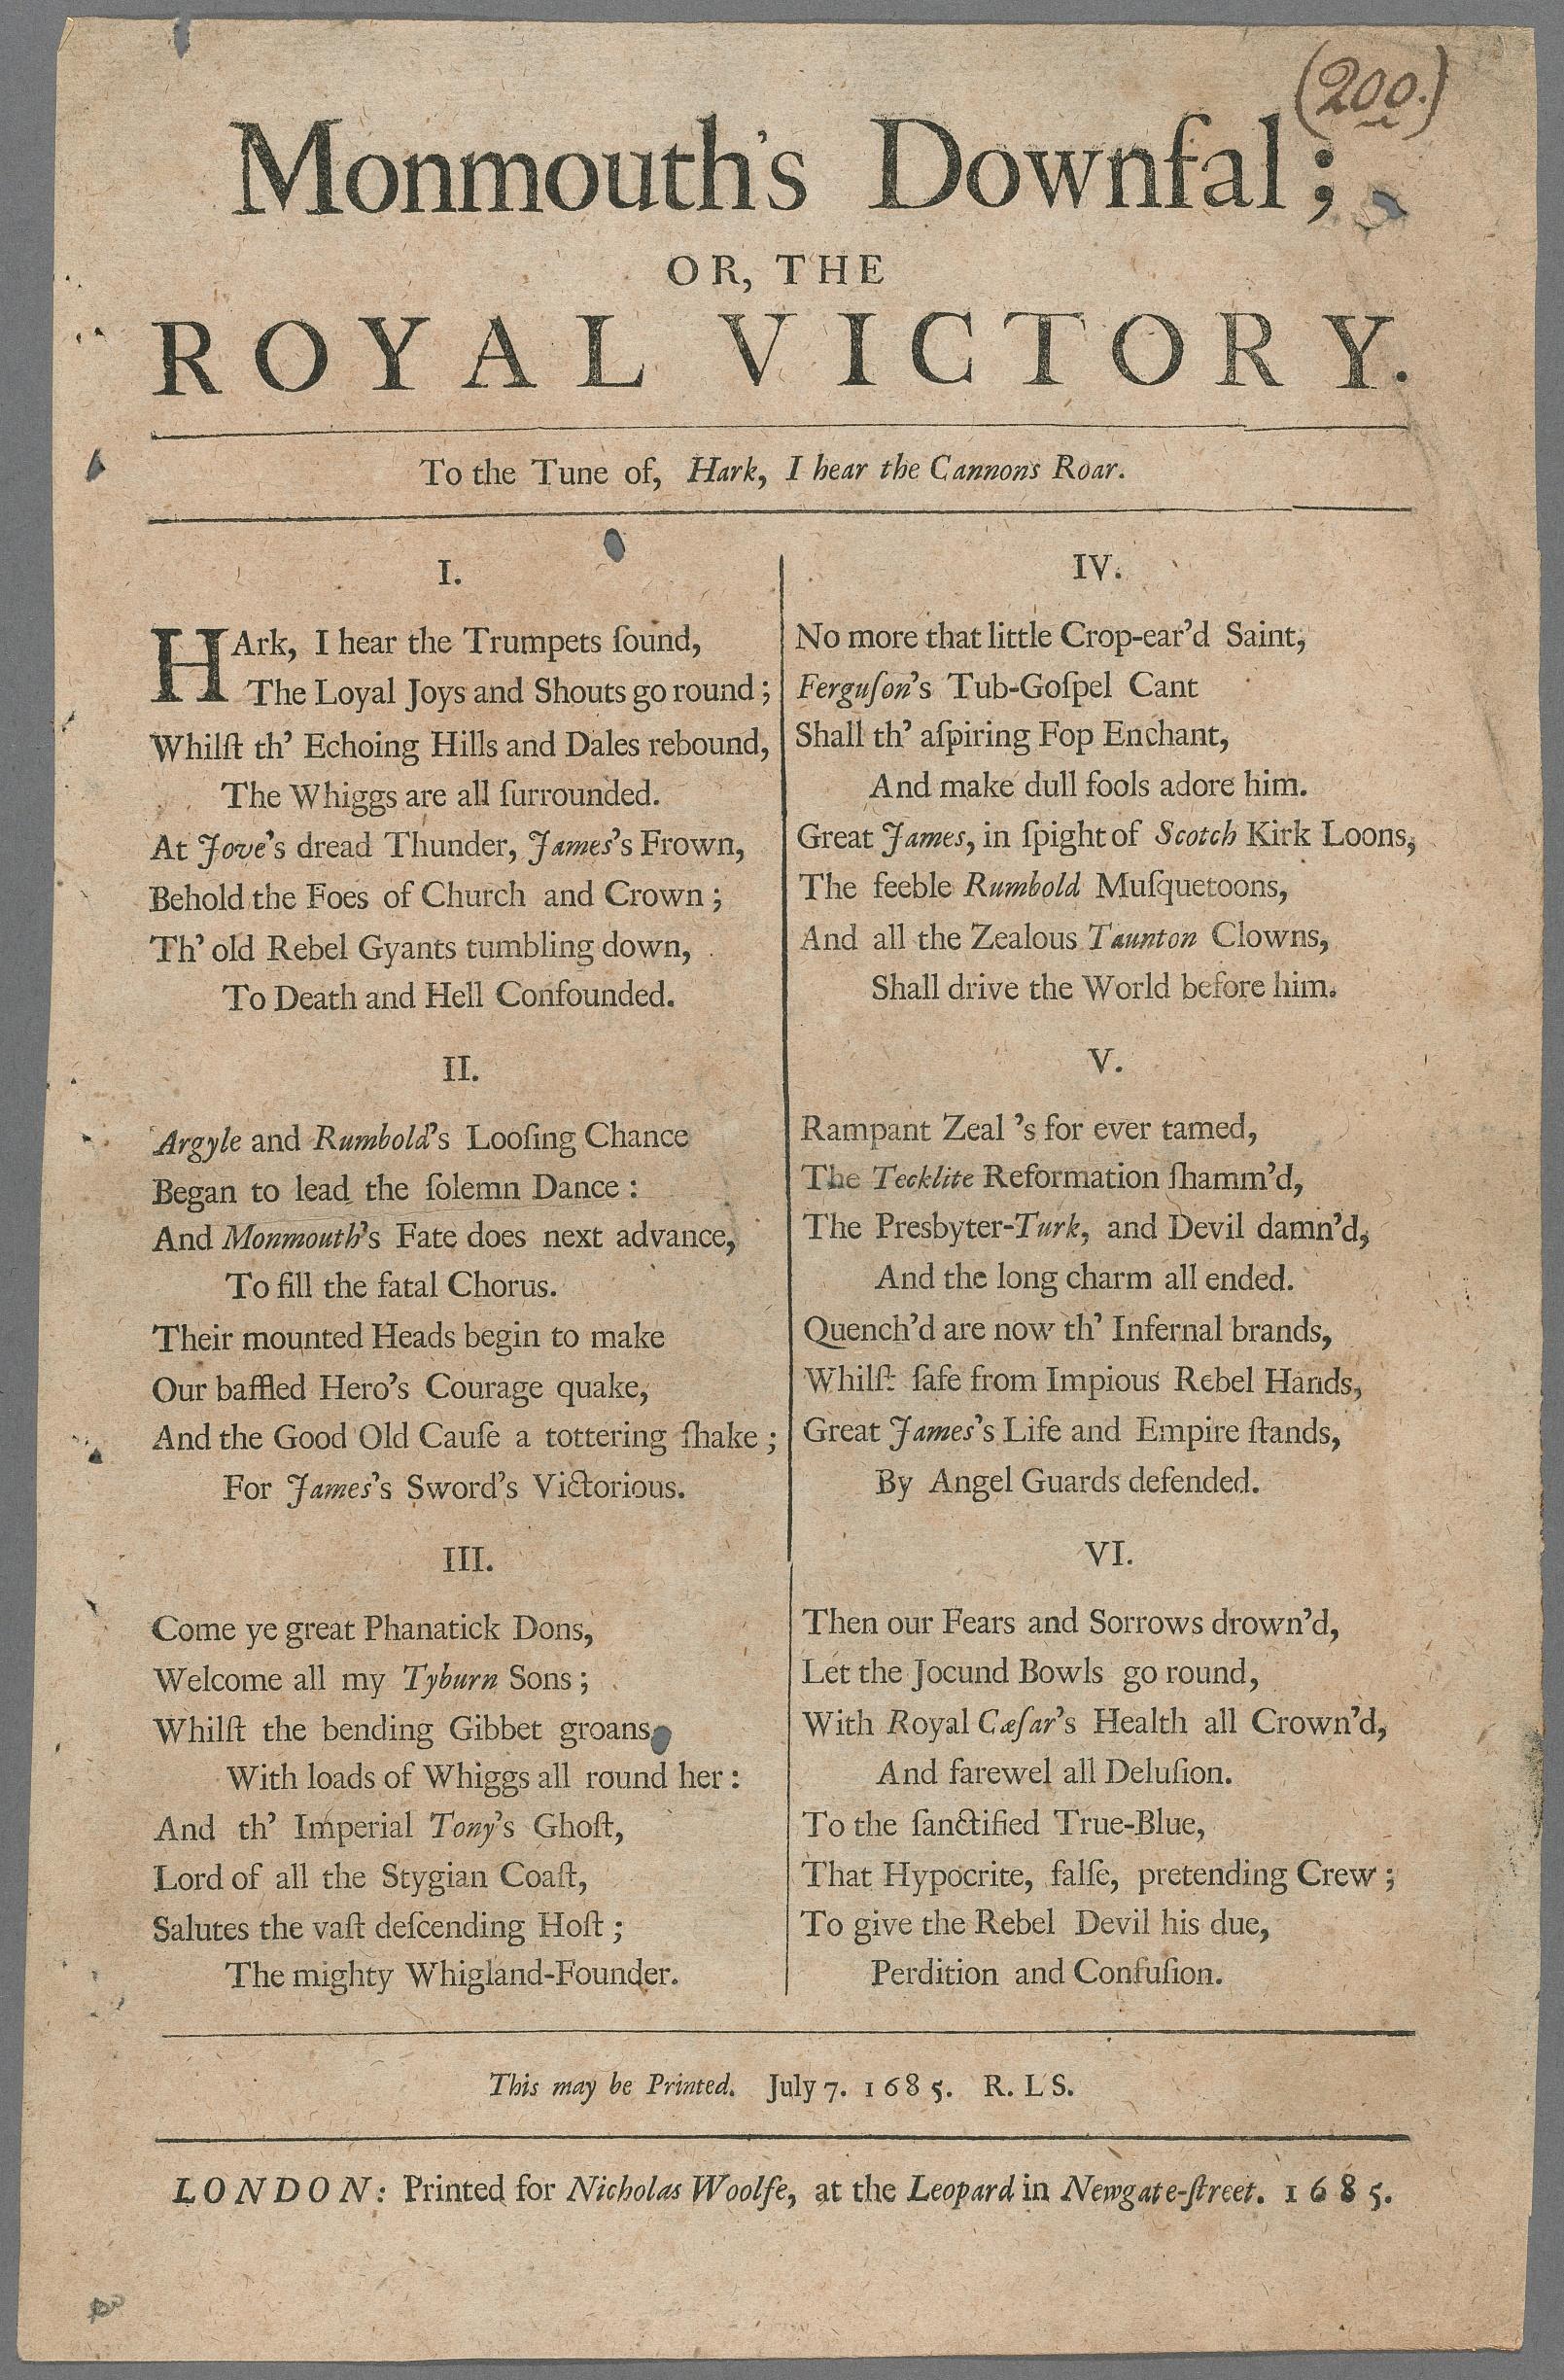 (200.)
Monmouth's Downfal;
OR, THE
ROYAL VICTORY.
To the Tune of, Hark, I hear the Cannons Roar.
I.
HArk, I hear the Trumpets ſound,
The Loyal Joys and Shouts go round;
Whilſt th' Echoing Hills and Dales rebound,
The Whiggs are all ſurrounded.
At Jove's dread Thunder, James's Frown,
Behold the Foes of Church and Crown;
Th' old Rebel Gyants tumbling down,
To Death and Hell Confounded.
II.
Argyle and Rumbold's Looſing Chance
Began to lead the ſolemn Dance:
And Monmouth's Fate does next advance,
To fill the fatal Chorus.
Their mounted Heads begin to make
Our baffled Hero's Courage quake,
And the Good Old Cauſe a tottering ſhake;
For James's Sword's Victorious.
III.
Come ye great Phanatick Dons,
Welcome all my Tyburn Sons;
Whilſt the bending Gibbet groans
With loads of Whiggs all round her:
And th' Imperial Tony's Ghoſt,
Lord of all the Stygian Coaſt,
Salutes the vaſt deſcending Hoſt;
The mighty Whigland-Founder.
IV.
No more that little Crop-ear'd Saint,
Ferguſon's Tub-Goſpel Cant
Shall th' aſpiring Fop Enchant,
And make dull fools adore him.
Great James, in ſpight of Scotch Kirk Loons,
The feeble Rumbold Muſquetoons,
And all the Zealous Taunton Clowns,
Shall drive the World before him.
V.
Rampant Zeal 's for ever tamed,
The Tecklite Reformation ſhamm'd,
The Presbyter-Turk, and Devil damn'd,
And the long charm all ended.
Quench'd are now th' Infernal brands,
Whilſt ſafe from Impious Rebel Hands,
Great James's Life and Empire ſtands,
By Angel Guards defended.
VI.
Then our Fears and Sorrows drown'd,
Let the Jocund Bowls go round,
With Royal Cæſar's Health all Crown'd,
And farewel all Deluſion.
To the ſanctified True-Blue,
That Hypocrite, falſe, pretending Crew;
To give the Rebel Devil his due,
Perdition and Confuſion.
This may be Printed. July 7. 1685. R. L S.
LONDON: Printed for Nicholas Woolfe, at the Leopard in Newgate-ſtreet. 1685.